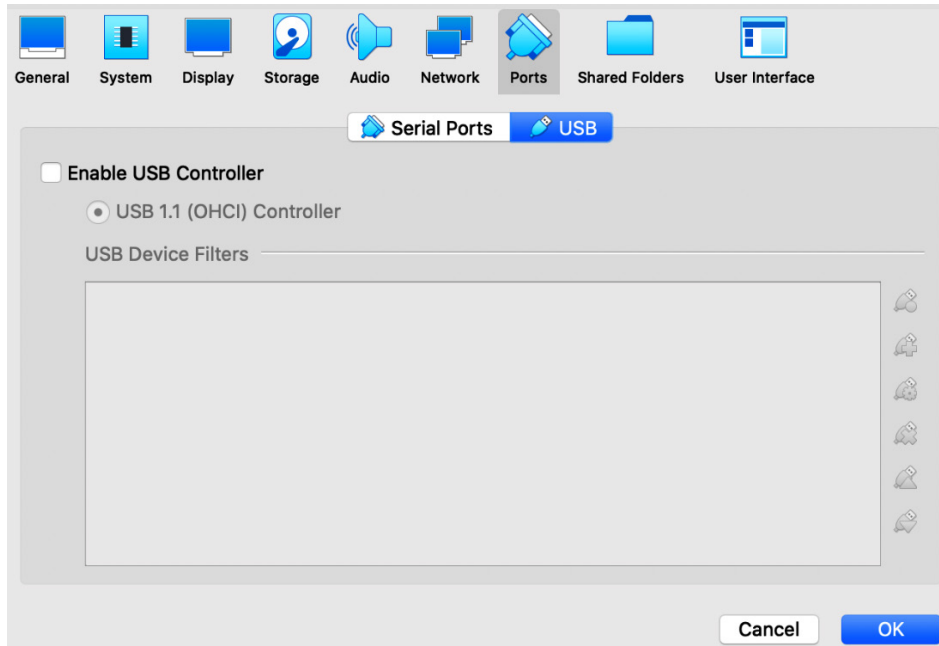 General System Display Storage Audio Network Ports Shared Folders User Interface
Serial Ports USB
Enable USB Controller
USB 1.1 (OHCI) Controller
USB Device Filters
Cancel OK